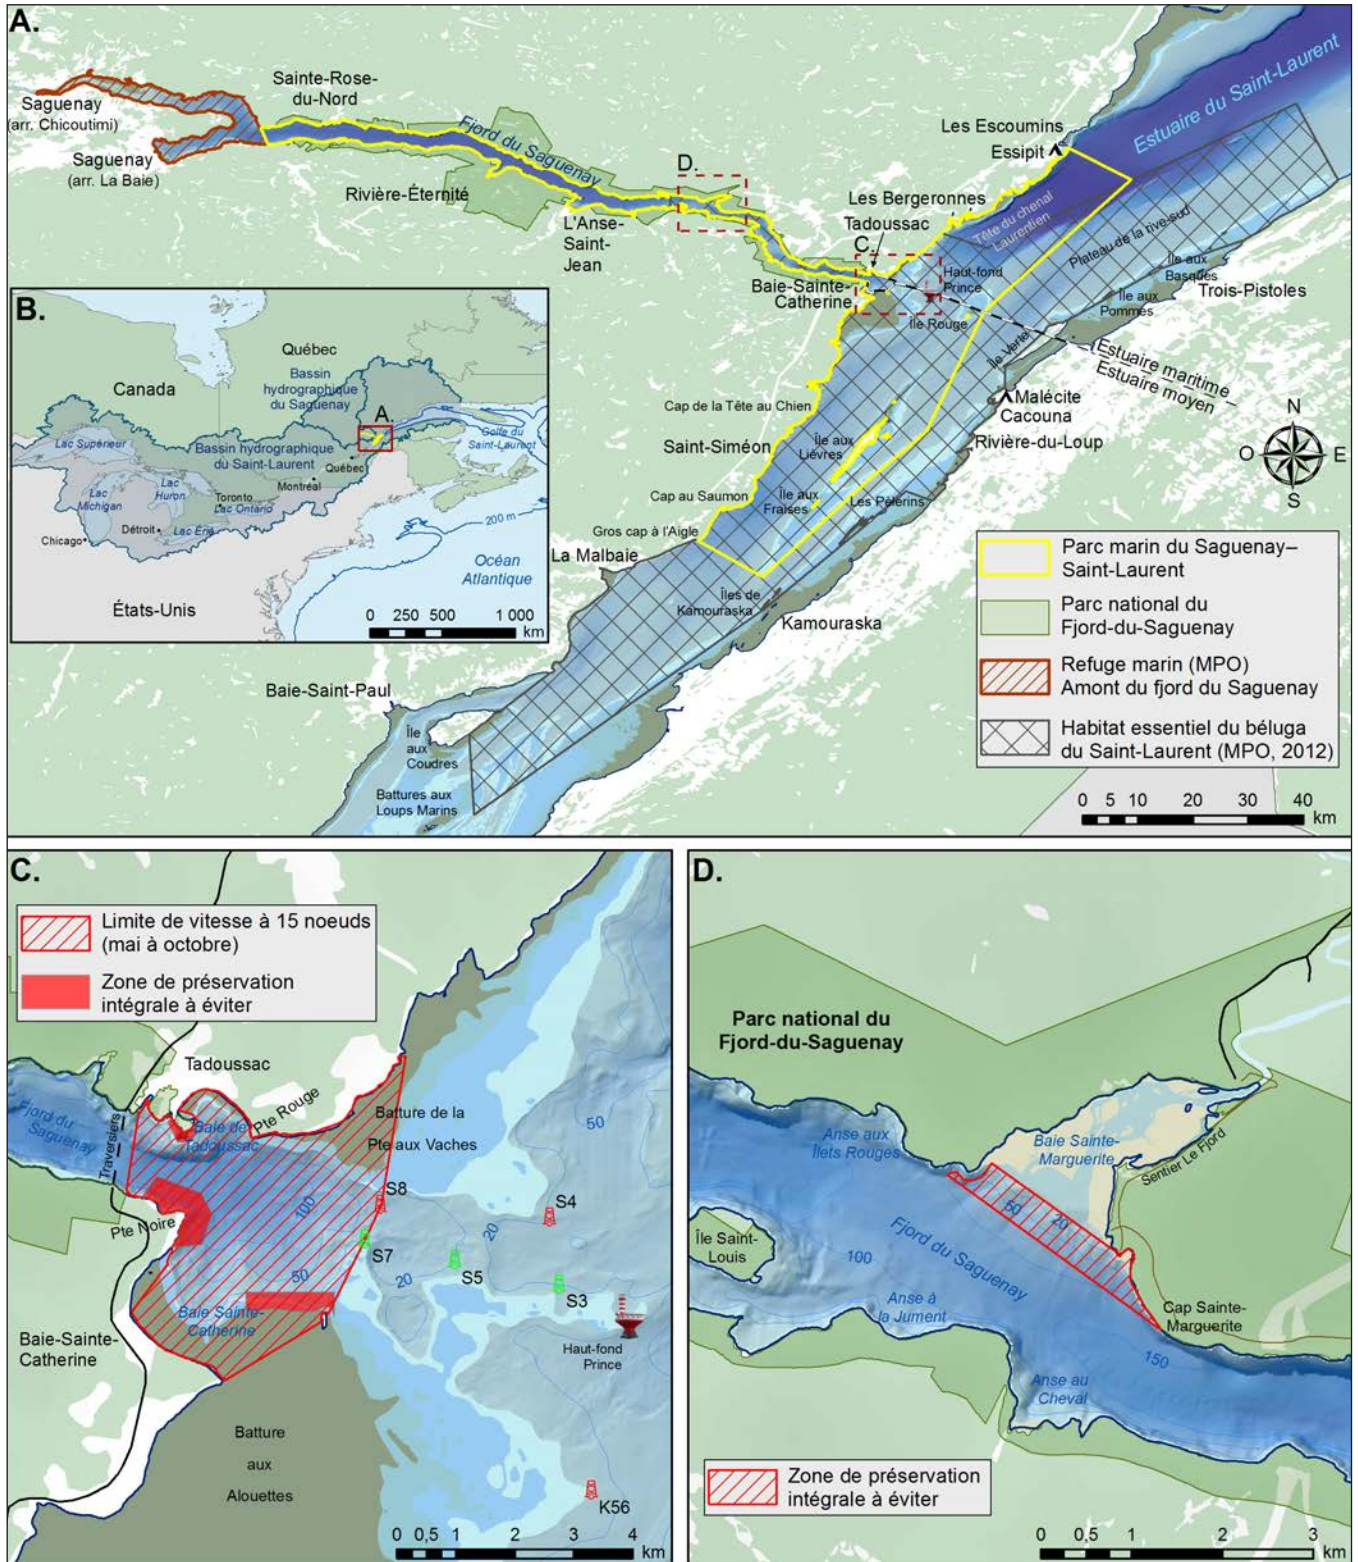 A.
Sainte-Rose-
du-Nord
Saguenay
(arr. Chicoutimi)
Saguenay
(arr. La Baie)
Fjord du Saguenay
Rivière-Éternité
L'Anse-
Saint-
Jean
D.
Les Escoumins
Essipit
Estuaire du Saint-Laurent
Les Bergeronnes
Tadoussac
C.
Tête du chenal
Laurentien
Plateau de la rive-sud
Haut-fond
Prince
Baie-Sainte-
Catherine
Île Rouge
Île aux
Basques
Île aux
Pommes
Trois-Pistoles
Île Verte
Estuaire maritime
Estuaire moyen
Malécite
Cacouna
Rivière-du-Loup
Cap de la Tête au Chien
Saint-Siméon
Île aux
Lièvres
Cap au Saumon
Île aux
Fraises
Les Pèlerins
Gros cap à l'Aigle
La Malbaie
Îles de
Kamouraska
Kamouraska
Baie-Saint-Paul
Île
aux
Coudres
Battures aux
Loups Marins
N
O
E
S
Parc marin du Saguenay–
Saint-Laurent
Parc national du
Fjord-du-Saguenay
Refuge marin (MPO)
Amont du fjord du Saguenay
Habitat essentiel du béluga
du Saint-Laurent (MPO, 2012)
0 5 10 20 30 40
km
B.
Québec
Canada
Bassin
hydrographique
du Saguenay
A.
Lac Supérieur
Bassin hydrographique
du Saint-Laurent
Golfe du
Saint-Laurent
Québec
Montréal
Lac
Michigan
Lac
Huron
Toronto
Lac Ontario
Détroit
Lac Érié
Chicago
200 m
Océan
Atlantique
États-Unis
0 250 500 1 000
km
C.
Limite de vitesse à 15 noeuds
(mai à octobre)
Zone de préservation
intégrale à éviter
Tadoussac
Pte Rouge
Fjord du
Saguenay
Traversiers
Baie de
Tadoussac
Batture de la
Pte aux Vaches
50
S8
S4
100
20
Pte Noire
S7
S5
50
20
S3
Baie Sainte-
Catherine
Baie-Sainte-
Catherine
Haut-fond
Prince
Batture
aux
Alouettes
K56
0 0,5 1 2 3 4
km
D.
Parc national du
Fjord-du-Saguenay
Anse aux
Îlets Rouges
Baie Sainte-
Marguerite
Sentier Le Fjord
50
20
Île Saint-
Louis
100
Fjord du Saguenay
Anse à
la Jument
Cap Sainte-
Marguerite
150
Anse au
Cheval
Zone de préservation
intégrale à éviter
0 0,5 1 2 3
km